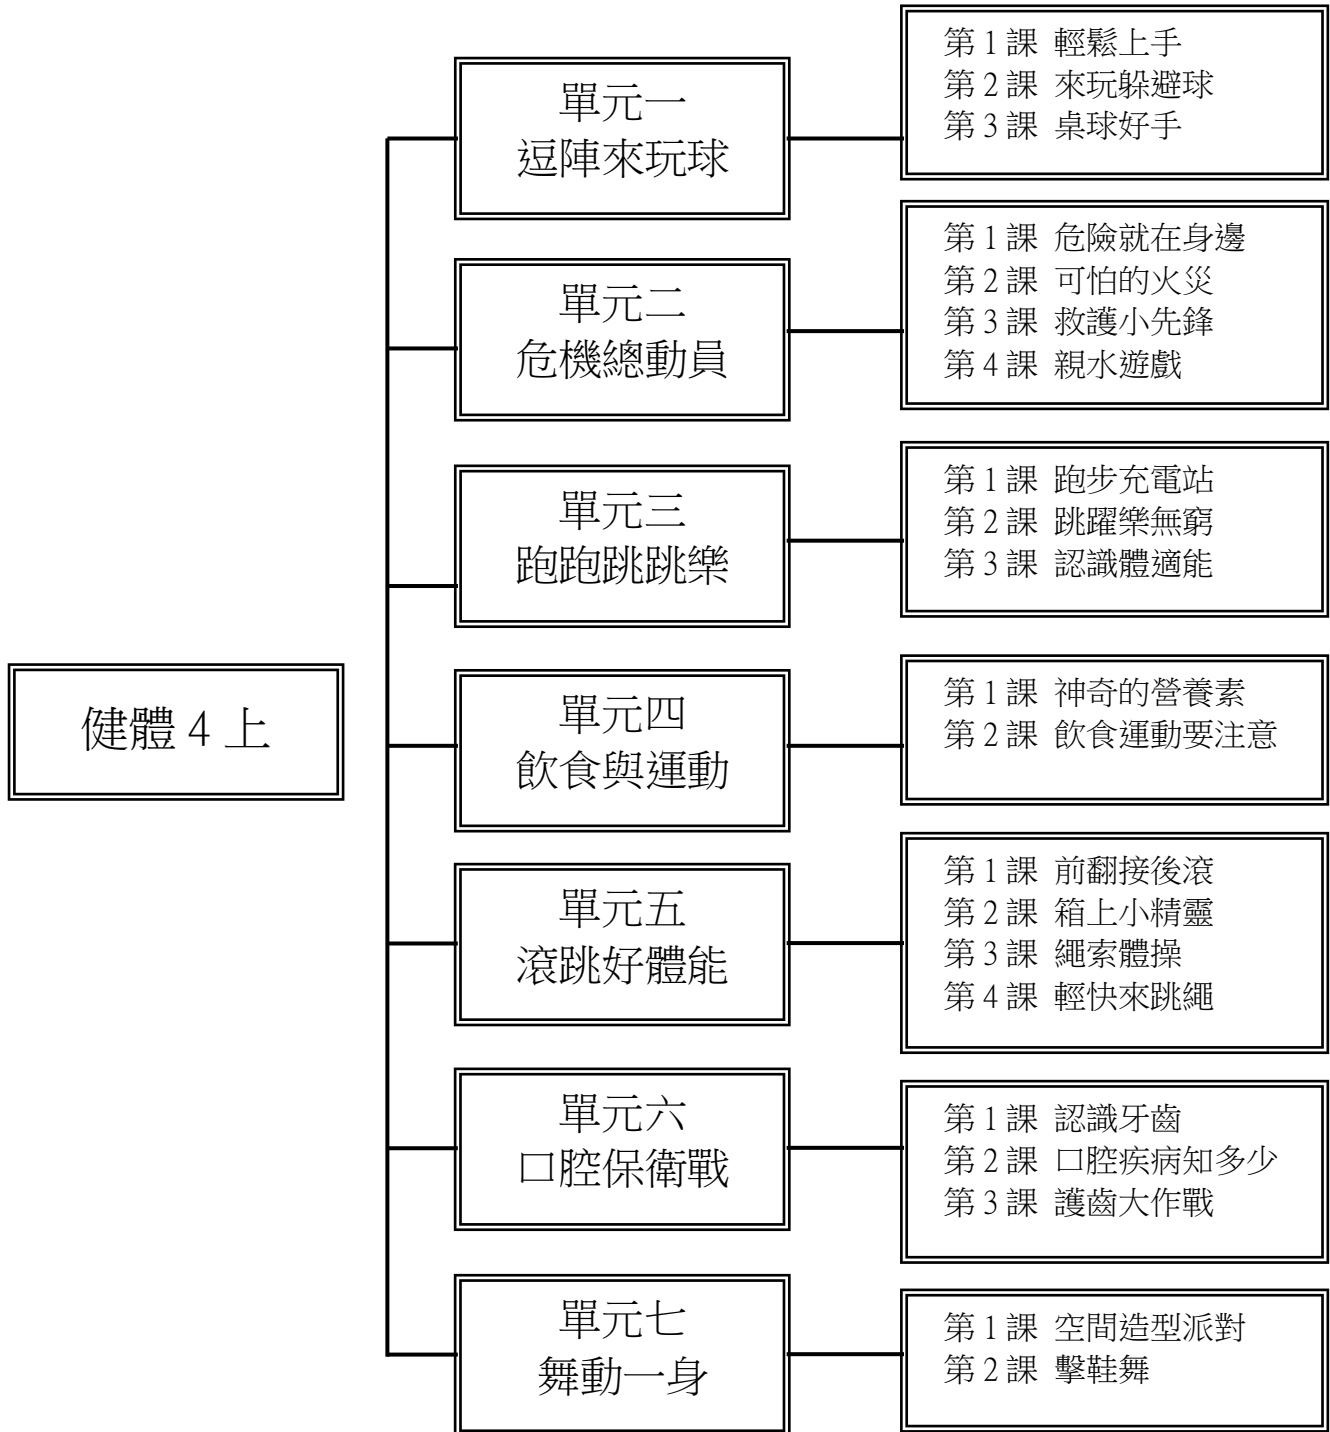 健體 4 上
單元一
逗陣來玩球
第 1 課 輕鬆上手
第 2 課 來玩躲避球
第 3 課 桌球好手
單元二
危機總動員
第 1 課 危險就在身邊
第 2 課 可怕的火災
第 3 課 救護小先鋒
第 4 課 親水遊戲
單元三
跑跑跳跳樂
第 1 課 跑步充電站
第 2 課 跳躍樂無窮
第 3 課 認識體適能
單元四
飲食與運動
第 1 課 神奇的營養素
第 2 課 飲食運動要注意
單元五
滾跳好體能
第 1 課 前翻接後滾
第 2 課 箱上小精靈
第 3 課 繩索體操
第 4 課 輕快來跳繩
單元六
口腔保衛戰
第 1 課 認識牙齒
第 2 課 口腔疾病知多少
第 3 課 護齒大作戰
單元七
舞動一身
第 1 課 空間造型派對
第 2 課 擊鞋舞